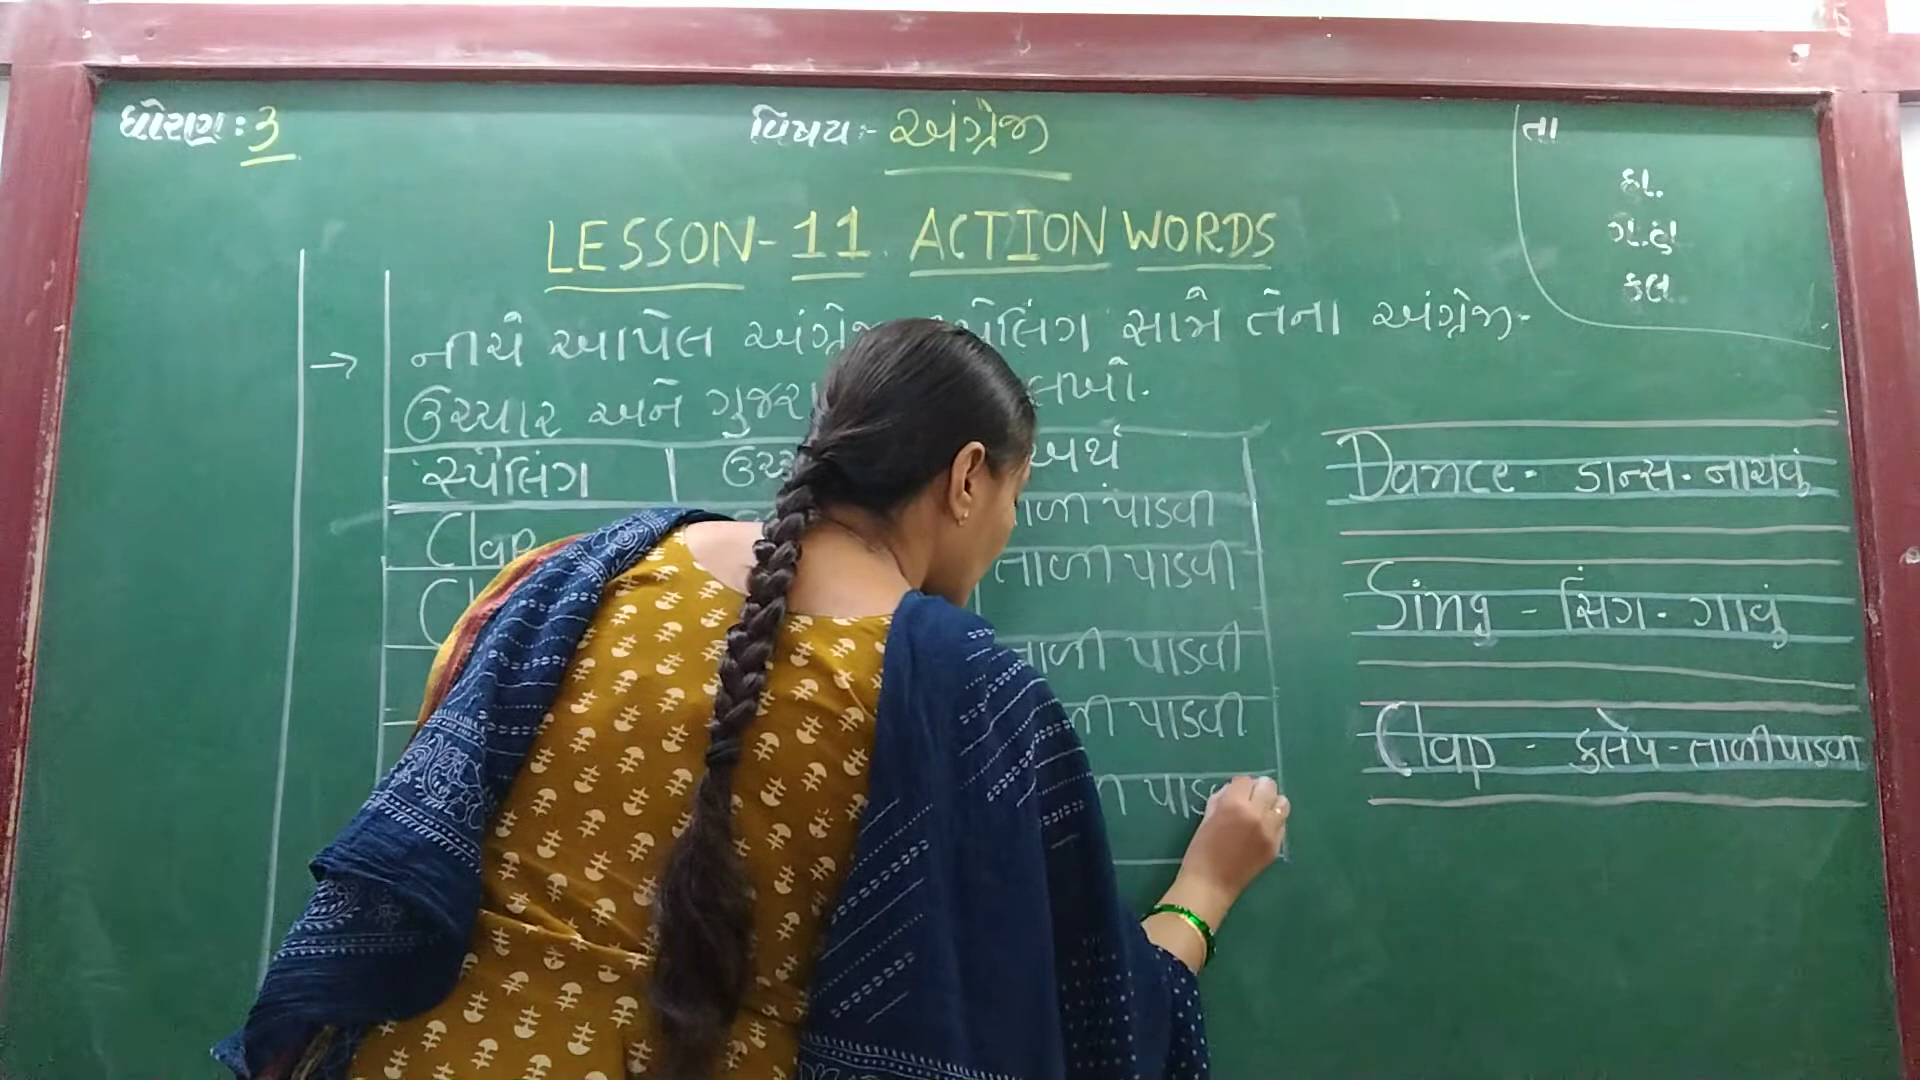 ધોરણ: 3
વિષય:- અંગ્રેજી
તા
કા.
ગૃ.હ
કલ
LESSON-11 ACTION WORDS
→ નીચે આપેલ અંગ્રેજી સ્પેલિંગ સામે તેના અંગ્રેજી-
ઉચ્ચાર અને લખો.
સ્પેલિંગ | અર્થ
Clap તાળી પાડવી
તાળી પાડવી
તાળી પાડવી
પાડવી
Dance - ડાન્સ - નાચવું
Sing - સિંગ - ગાવું
Clap - કલેપ - તાળી પાડવી